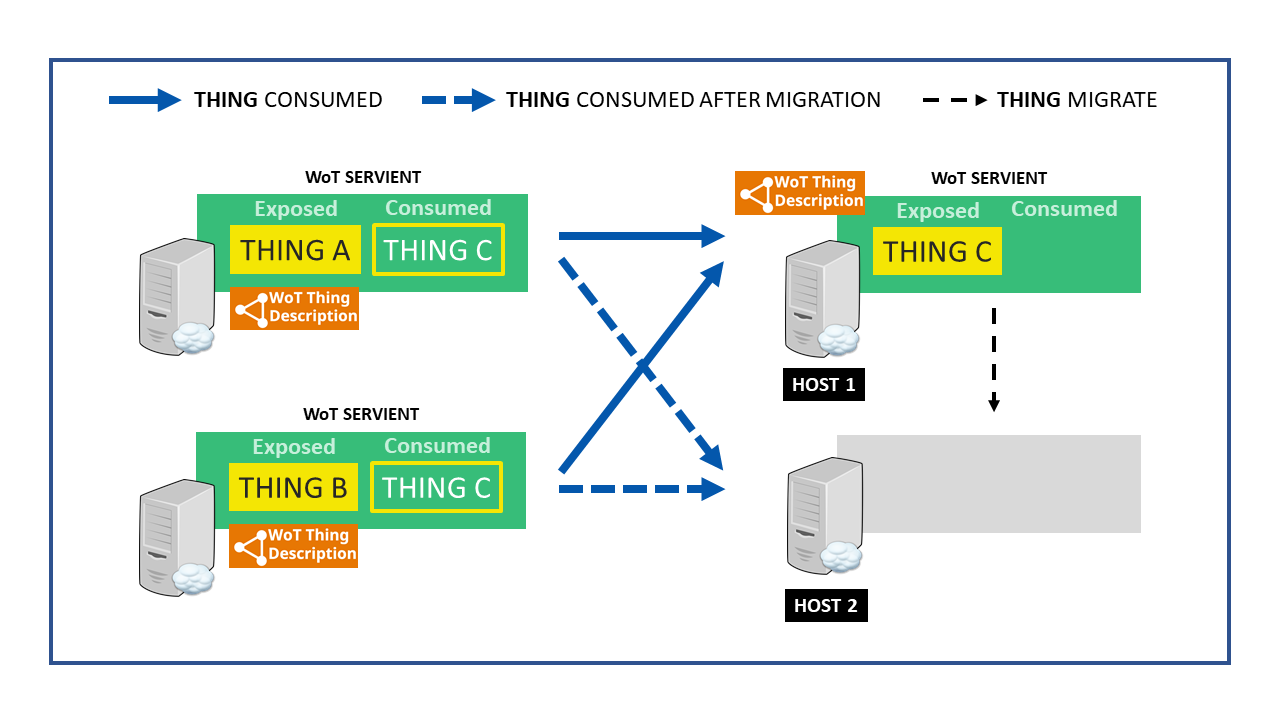 THING CONSUMED
THING CONSUMED AFTER MIGRATION
THING MIGRATE
WoT SERVIENT
Exposed Consumed
THING A THING C
WoT Thing
Description
WoT SERVIENT
Exposed Consumed
THING B THING C
WoT Thing
Description
WoT Thing
Description
WoT SERVIENT
Exposed Consumed
THING C
HOST 1
HOST 2